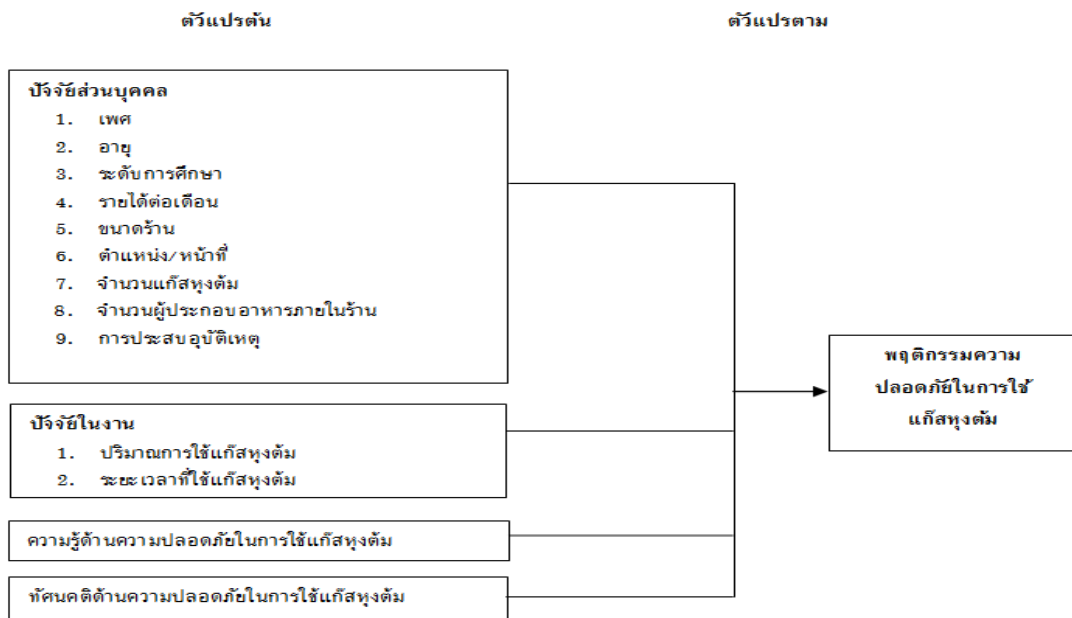 ตัวแปรต้น
ตัวแปรตาม
ปัจจัยส่วนบุคคล
1. เพศ
2. อายุ
3. ระดับการศึกษา
4. รายได้ต่อเดือน
5. ขนาดร้าน
6. ตำแหน่ง/หน้าที่
7. จำนวนแก๊สหุงต้ม
8. จำนวนผู้ประกอบอาหารภายในร้าน
9. การประสบอุบัติเหตุ
ปัจจัยในงาน
1. ปริมาณการใช้แก๊สหุงต้ม
2. ระยะเวลาที่ใช้แก๊สหุงต้ม
ความรู้ด้านความปลอดภัยในการใช้แก๊สหุงต้ม
ทัศนคติด้านความปลอดภัยในการใช้แก๊สหุงต้ม
พฤติกรรมความ
ปลอดภัยในการใช้
แก๊สหุงต้ม